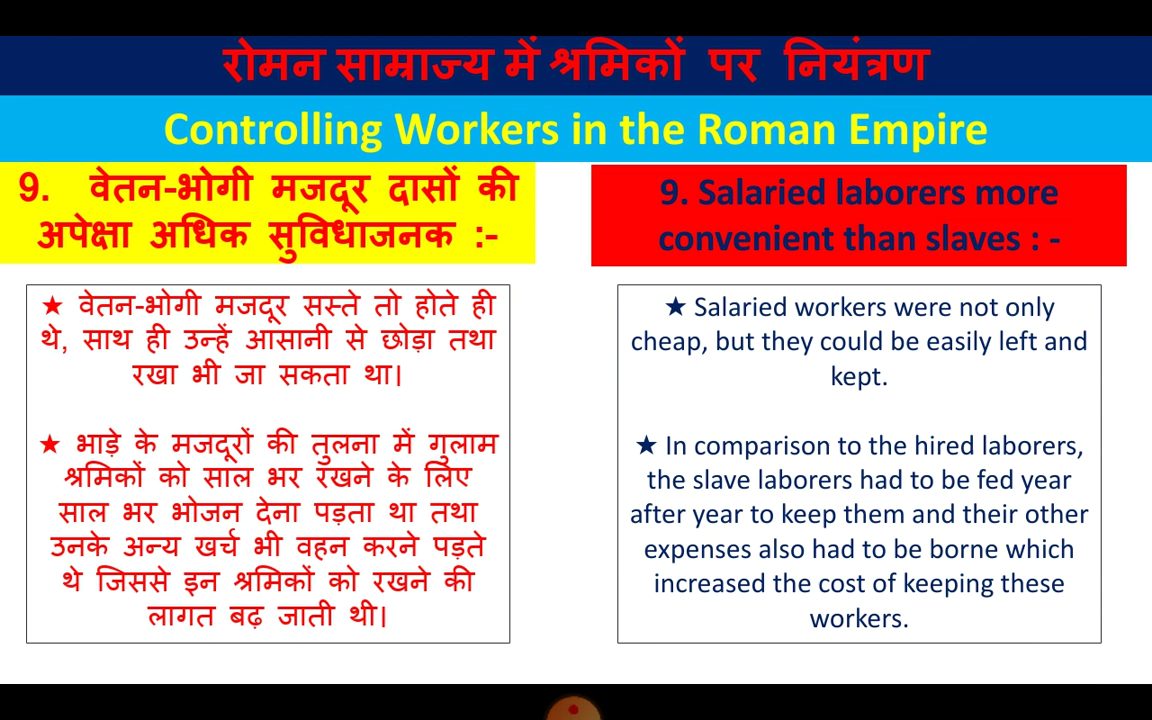 रोमन साम्राज्य में श्रमिकों पर नियंत्रण
Controlling Workers in the Roman Empire
9. वेतन-भोगी मजदूर दासों की
अपेक्षा अधिक सुविधाजनक :-
★ वेतन-भोगी मजदूर सस्ते तो होते ही
थे, साथ ही उन्हें आसानी से छोड़ा तथा
रखा भी जा सकता था।
★ भाड़े के मजदूरों की तुलना में गुलाम
श्रमिकों को साल भर रखने के लिए
साल भर भोजन देना पड़ता था तथा
उनके अन्य खर्च भी वहन करने पड़ते
थे जिससे इन श्रमिकों को रखने की
लागत बढ़ जाती थी।
9. Salaried laborers more
convenient than slaves : -
★ Salaried workers were not only
cheap, but they could be easily left and
kept.
★ In comparison to the hired laborers,
the slave laborers had to be fed year
after year to keep them and their other
expenses also had to be borne which
increased the cost of keeping these
workers.